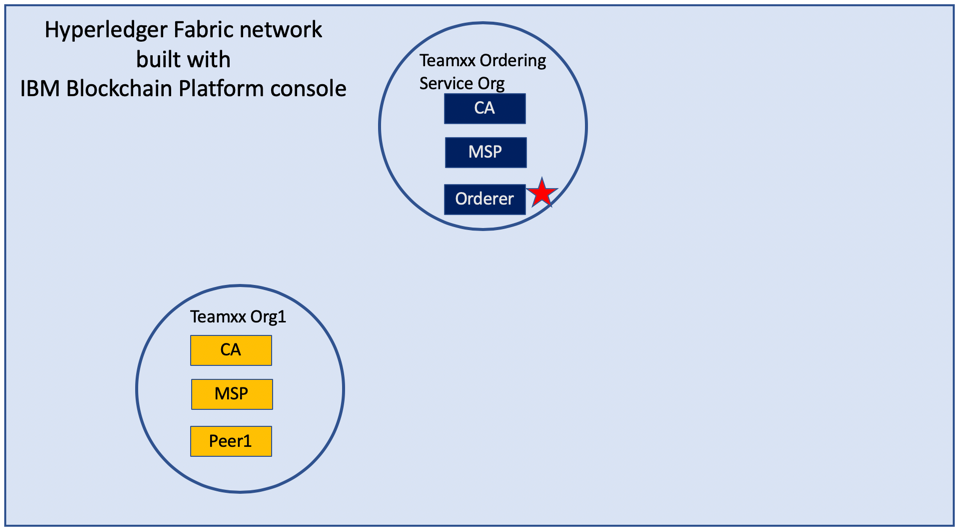 Hyperledger Fabric network
built with
IBM Blockchain Platform console
Teamxx Ordering
Service Org
CA
MSP
Orderer
Teamxx Org1
CA
MSP
Peer1